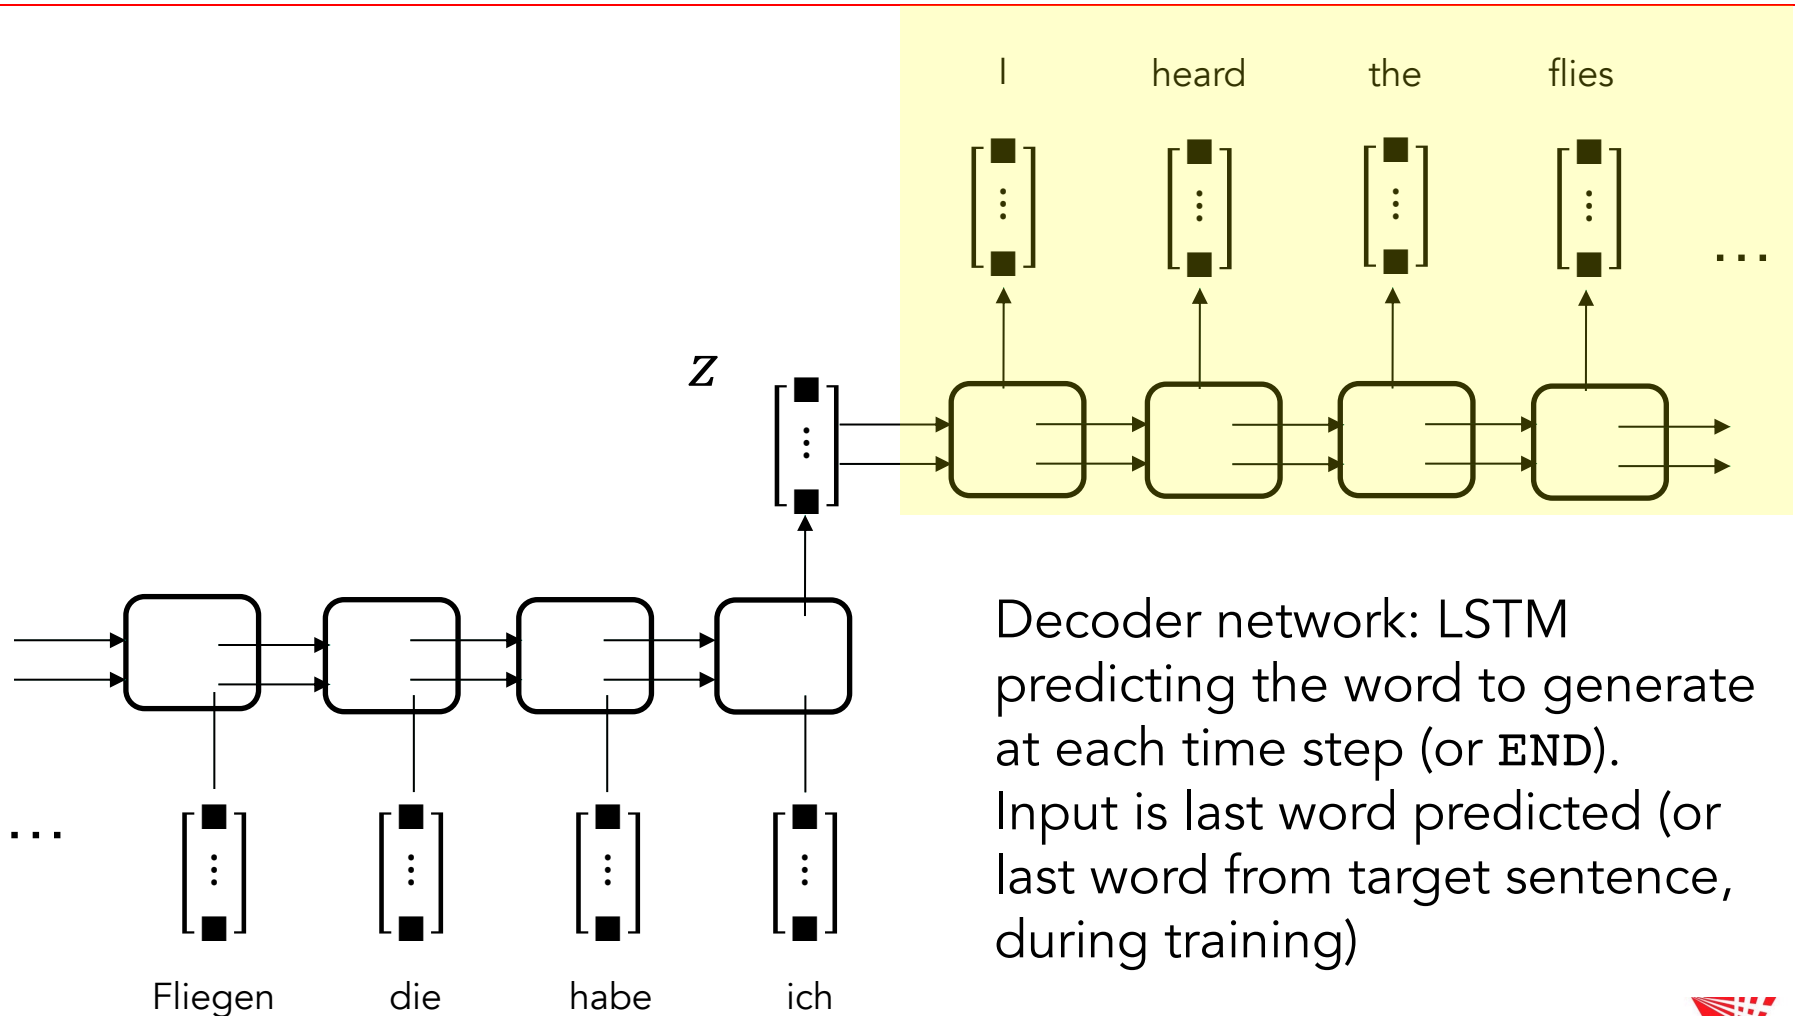 I heard the flies
...
z
Decoder network: LSTM
predicting the word to generate
at each time step (or END).
Input is last word predicted (or
last word from target sentence,
during training)
...
Fliegen die habe ich